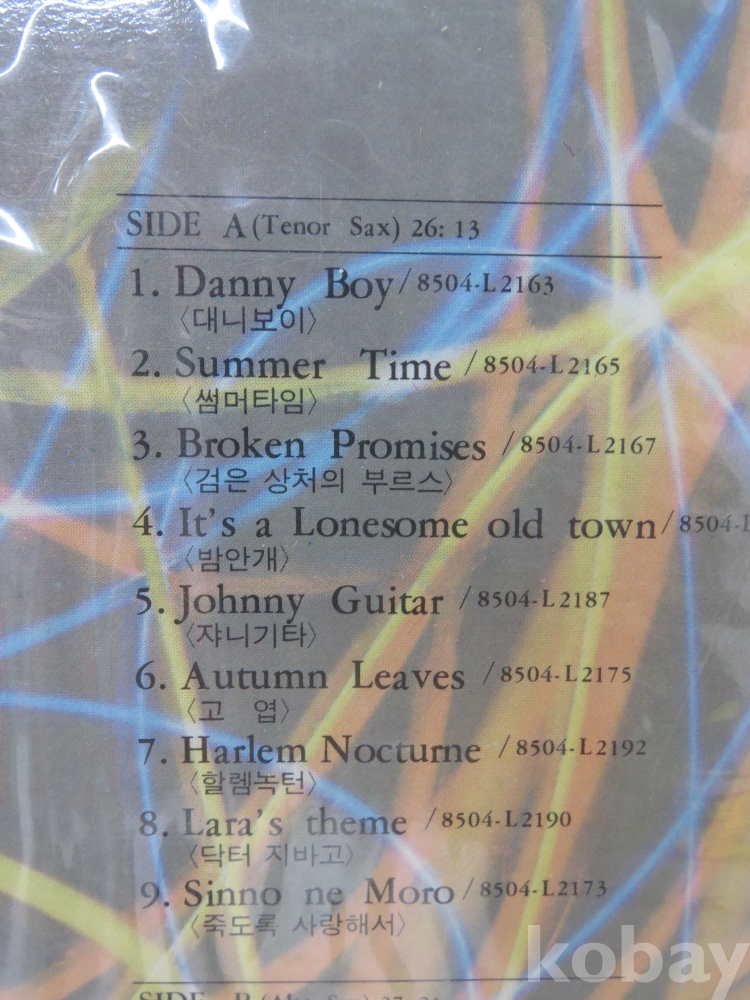 SIDE A (Tenor Sax) 26: 13
1. Danny Boy/8504-L2163
〈대니보이〉
2. Summer Time /8504-L2165
〈썸머타임〉
3. Broken Promises /8504-L2167
〈검은 상처의 부르스〉
4. It's a Lonesome old town/8504-L
〈밤안개〉
5. Johnny Guitar /8504-L2187
〈쟈니기타〉
6. Autumn Leaves /8504-L2175
〈고 엽〉
7. Harlem Nocturne /8504-L2192
〈할렘녹턴〉
8. Lara's theme /8504-L2190
〈닥터 지바고〉
9. Sinno ne Moro/8504-L2173
〈죽도록 사랑해서〉
kobay
SIDE B